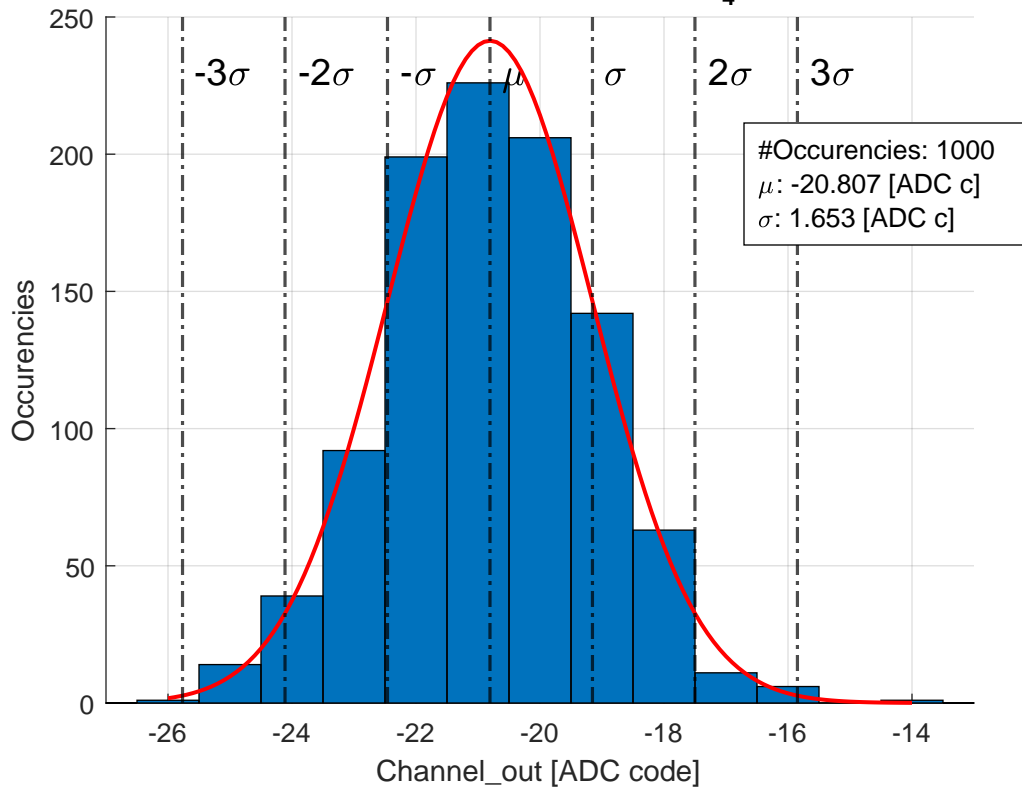 4
250
200
150
100
50
0
-3σ
-2σ
-σ
μ
σ
2σ
3σ
#Occurencies: 1000
μ: -20.807 [ADC c]
σ: 1.653 [ADC c]
Occurencies
-26
-24
-22
-20
-18
-16
-14
Channel_out [ADC code]